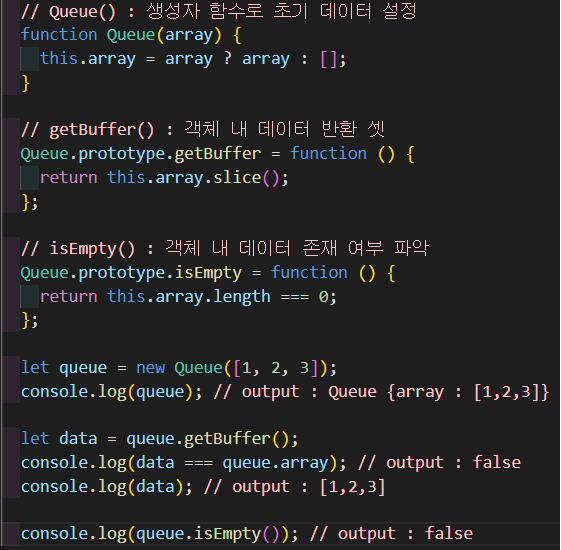 // Queue() : 생성자 함수로 초기 데이터 설정
function Queue(array) {
  this.array = array ? array : [];
}
// getBuffer() : 객체 내 데이터 반환 셋
Queue.prototype.getBuffer = function () {
  return this.array.slice();
};
// isEmpty() : 객체 내 데이터 존재 여부 파악
Queue.prototype.isEmpty = function () {
  return this.array.length === 0;
};
let queue = new Queue([1, 2, 3]);
console.log(queue); // output : Queue {array : [1,2,3]}
let data = queue.getBuffer();
console.log(data === queue.array); // output : false
console.log(data); // output : [1,2,3]
console.log(queue.isEmpty()); // output : false